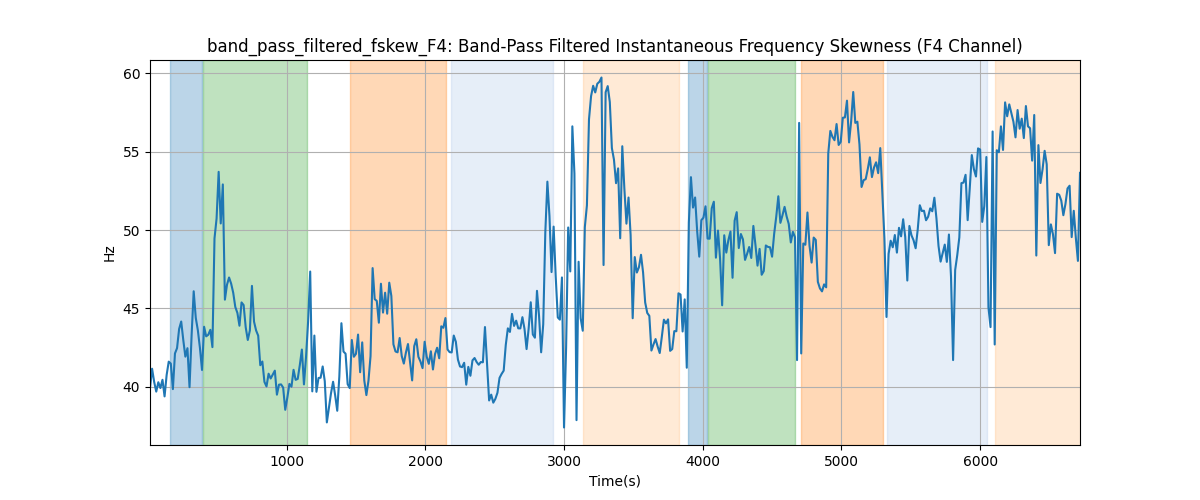 band_pass_filtered_fskew_F4: Band-Pass Filtered Instantaneous Frequency Skewness (F4 Channel)
60
55
50
45
40
Hz
1000 2000 3000 4000 5000 6000
Time(s)